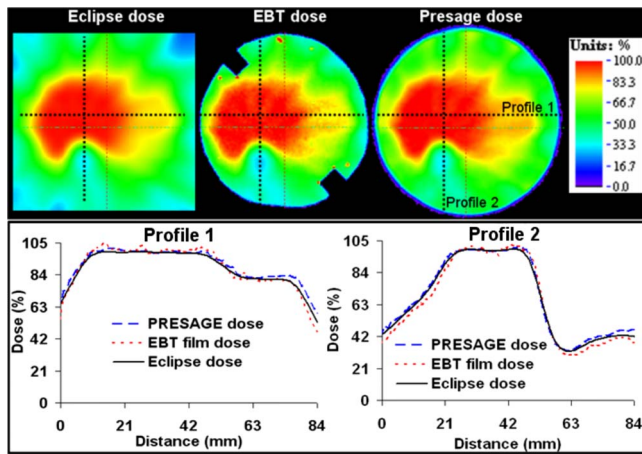 Eclipse dose
EBT dose
Presage dose
Units: %
100.0
83.3
66.7
50.0
33.3
16.7
0.0
Profile 1
Profile 2
Profile 1
105
84
63
42
21
0
Dose (%)
PRESAGE dose
EBT film dose
Eclipse dose
0
21
42
63
84
Distance (mm)
Profile 2
105
84
63
42
21
0
Dose (%)
PRESAGE dose
EBT film dose
Eclipse dose
0
21
42
63
84
Distance (mm)